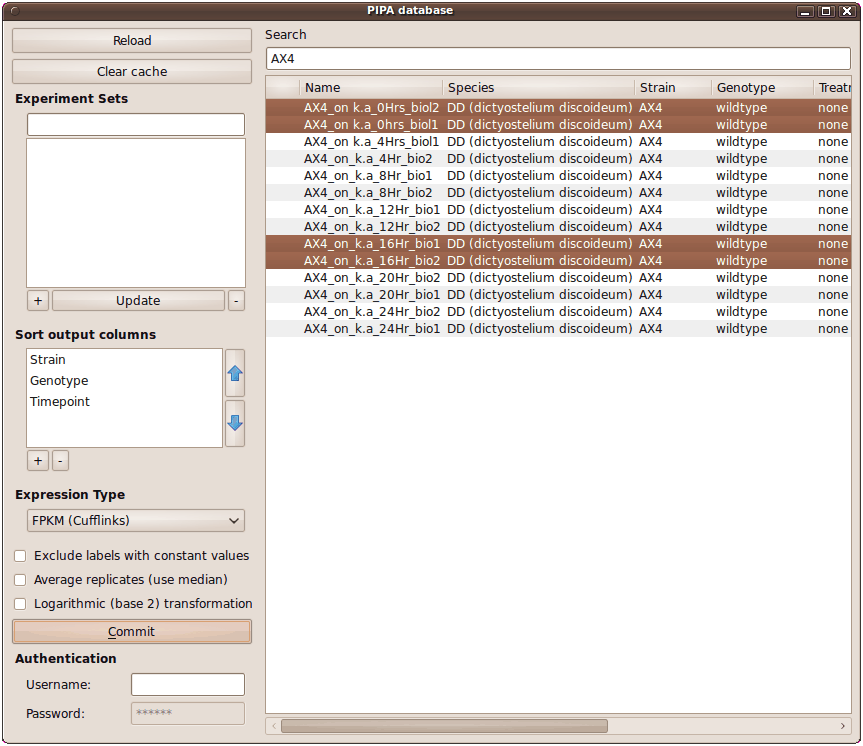 PIPA database
Reload
Clear cache
Experiment Sets
+ Update -
Sort output columns
Strain
Genotype
Timepoint
+ -
Expression Type
FPKM (Cufflinks)
Exclude labels with constant values
Average replicates (use median)
Logarithmic (base 2) transformation
Commit
Authentication
Username:
Password: ******
Search
AX4
Name Species Strain Genotype Treatr
AX4_on k.a_0Hrs_biol2 DD (dictyostelium discoideum) AX4 wildtype none
AX4_on k.a_0hrs_biol1 DD (dictyostelium discoideum) AX4 wildtype none
AX4_on k.a_4Hrs_biol1 DD (dictyostelium discoideum) AX4 wildtype none
AX4_on_k.a_4Hr_bio2 DD (dictyostelium discoideum) AX4 wildtype none
AX4_on_k.a_8Hr_bio1 DD (dictyostelium discoideum) AX4 wildtype none
AX4_on_k.a_8Hr_bio2 DD (dictyostelium discoideum) AX4 wildtype none
AX4_on_k.a_12Hr_bio1 DD (dictyostelium discoideum) AX4 wildtype none
AX4_on_k.a_12Hr_bio2 DD (dictyostelium discoideum) AX4 wildtype none
AX4_on_k.a_16Hr_bio1 DD (dictyostelium discoideum) AX4 wildtype none
AX4_on_k.a_16Hr_bio2 DD (dictyostelium discoideum) AX4 wildtype none
AX4_on_k.a_20Hr_bio2 DD (dictyostelium discoideum) AX4 wildtype none
AX4_on_k.a_20Hr_bio1 DD (dictyostelium discoideum) AX4 wildtype none
AX4_on_k.a_24Hr_bio2 DD (dictyostelium discoideum) AX4 wildtype none
AX4_on_k.a_24Hr_bio1 DD (dictyostelium discoideum) AX4 wildtype none